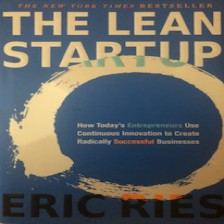 THE NEW YORK TIMES BESTSELLER
THE LEAN
STARTUP
How Today's Entrepreneurs Use
Continuous Innovation to Create
Radically Successful Businesses
ERIC RIES